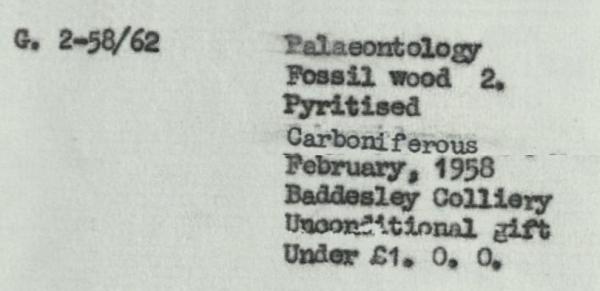 G. 2-58/62
Palaeontology
Fossil wood 2.
Pyritised
Carboniferous
February, 1958
Baddesley Colliery
Unconditional gift
Under £1. 0. 0.